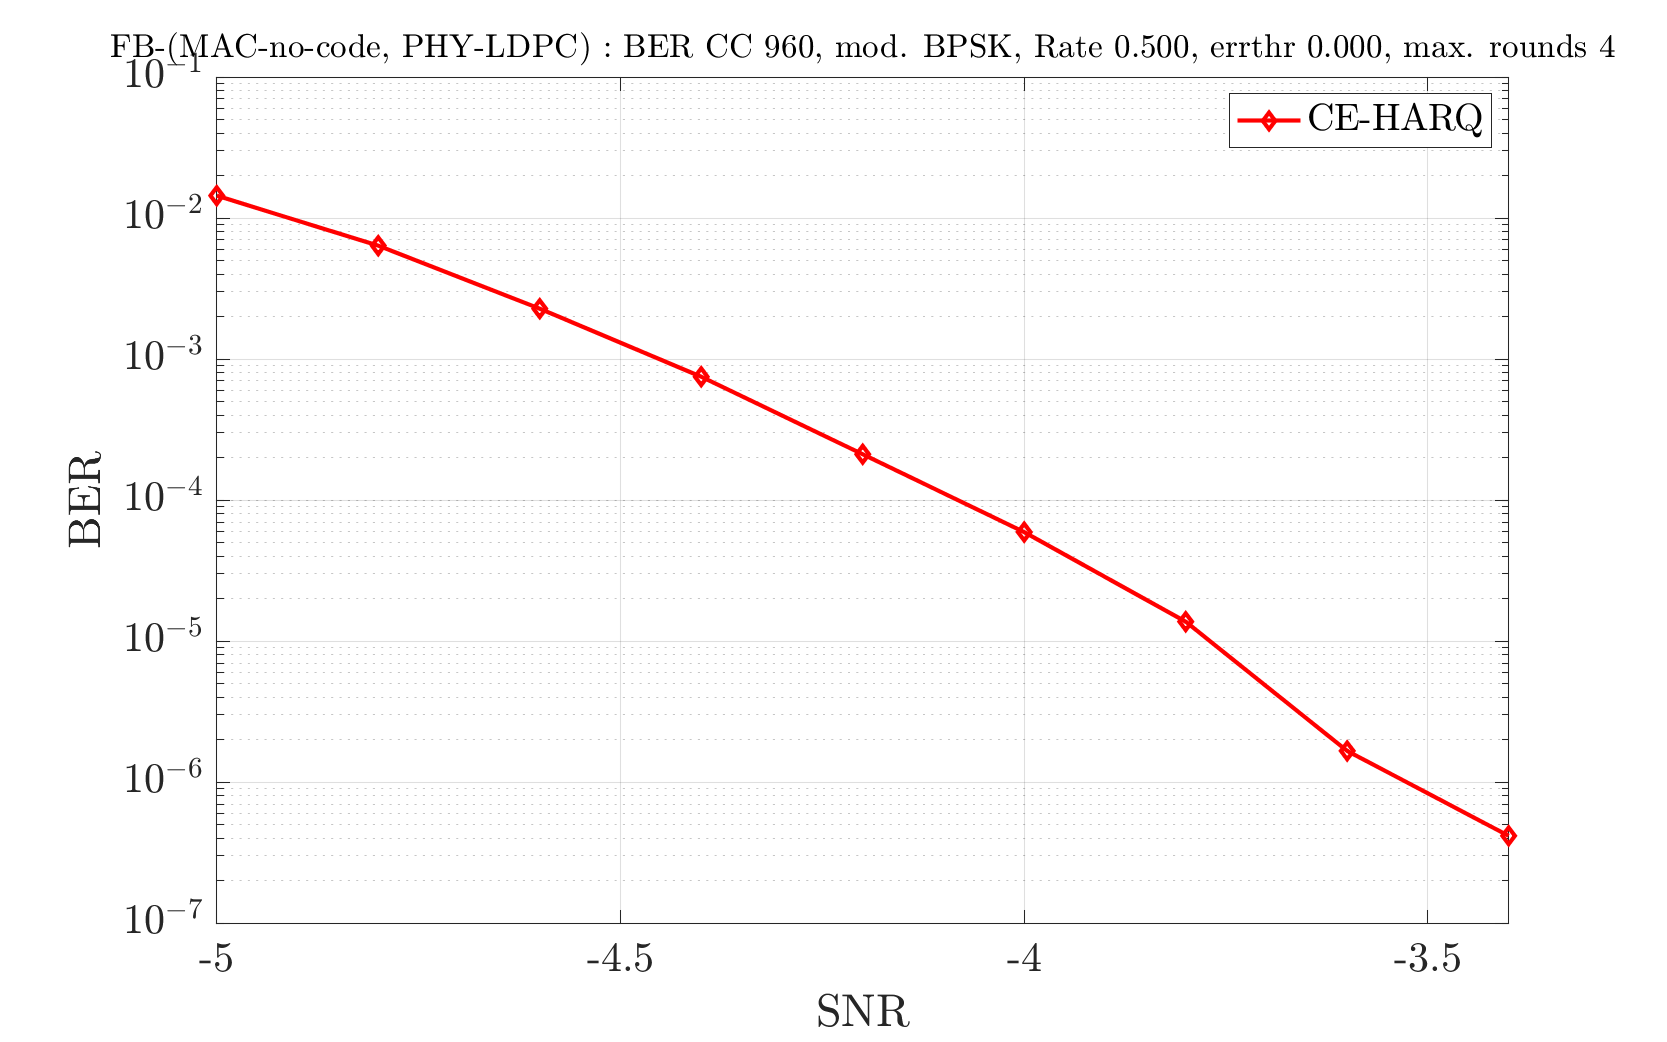 FB-(MAC-no-code, PHY-LDPC) : BER CC 960, mod. BPSK, Rate 0.500, errthr 0.000, max. rounds 4
10⁻¹
CE-HARQ
10⁻²
10⁻³
BER
10⁻⁴
10⁻⁵
10⁻⁶
10⁻⁷
-5 -4.5 -4 -3.5
SNR